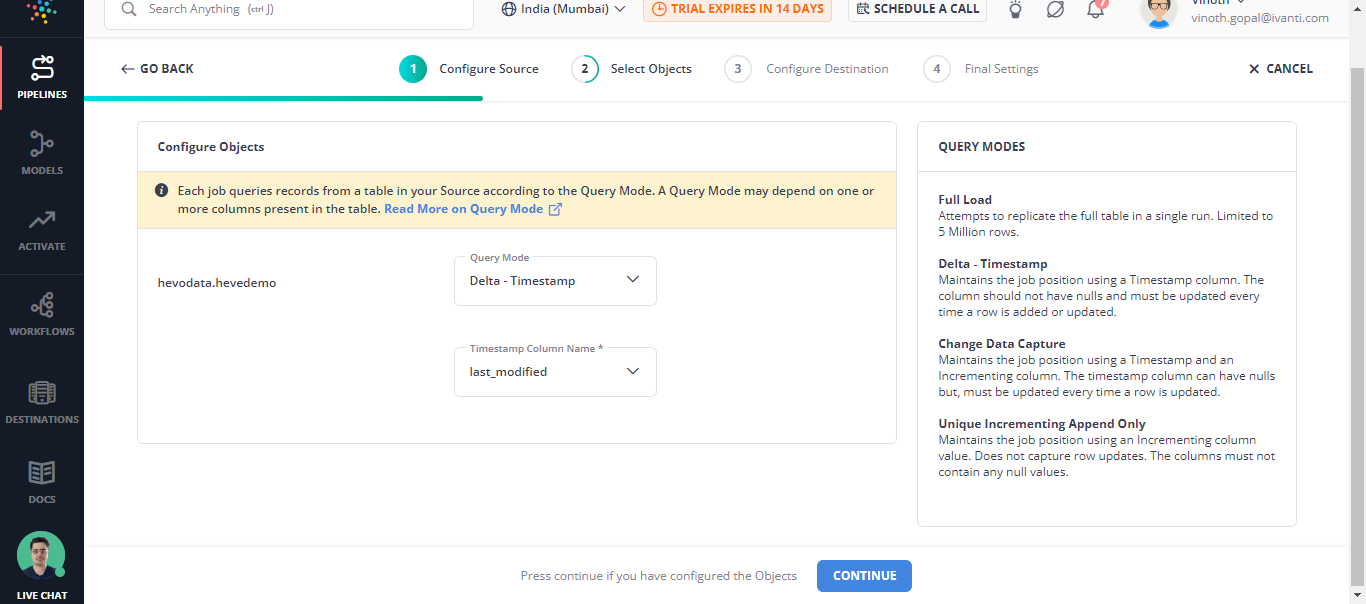 Search Anything (ctrl J)
India (Mumbai)
TRIAL EXPIRES IN 14 DAYS
SCHEDULE A CALL
7
Vinoth
vinoth.gopal@ivanti.com
GO BACK
1 Configure Source
2 Select Objects
3 Configure Destination
4 Final Settings
CANCEL
PIPELINES
MODELS
ACTIVATE
WORKFLOWS
DESTINATIONS
DOCS
LIVE CHAT
Configure Objects
Each job queries records from a table in your Source according to the Query Mode. A Query Mode may depend on one or
more columns present in the table. Read More on Query Mode
hevodata.hevedemo
Query Mode
Delta - Timestamp
Timestamp Column Name *
last_modified
QUERY MODES
Full Load
Attempts to replicate the full table in a single run. Limited to
5 Million rows.
Delta - Timestamp
Maintains the job position using a Timestamp column. The
column should not have nulls and must be updated every
time a row is added or updated.
Change Data Capture
Maintains the job position using a Timestamp and an
Incrementing column. The timestamp column can have nulls
but, must be updated every time a row is updated.
Unique Incrementing Append Only
Maintains the job position using an Incrementing column
value. Does not capture row updates. The columns must not
contain any null values.
Press continue if you have configured the Objects
CONTINUE